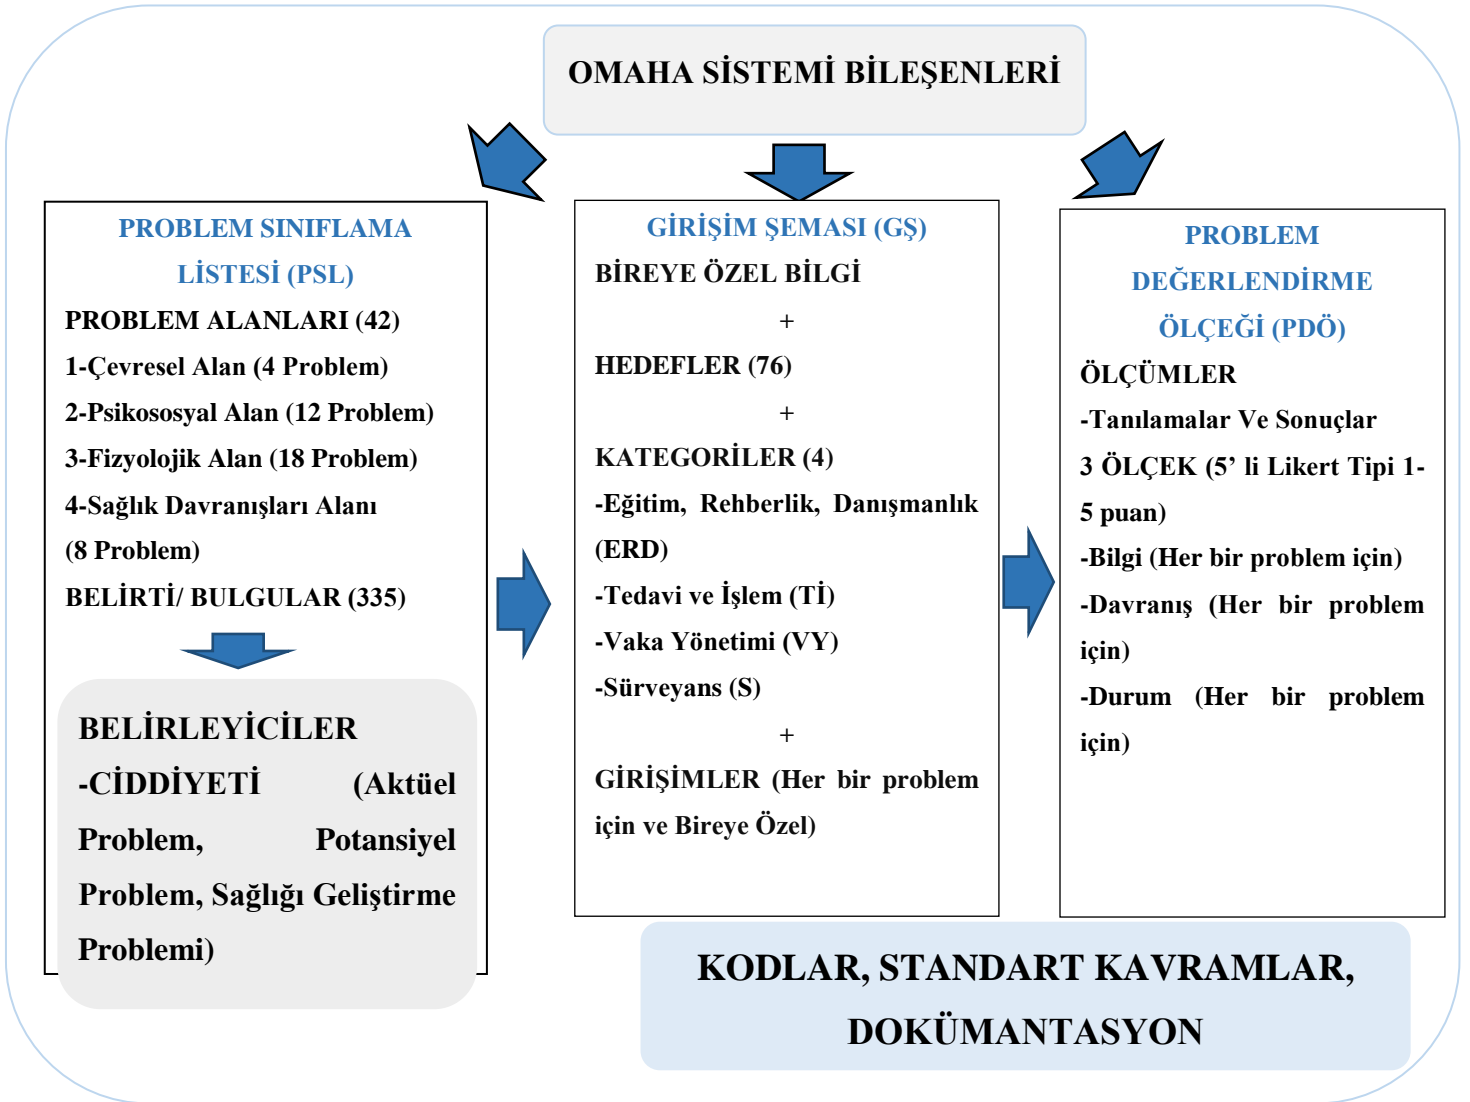 OMAHA SİSTEMİ BİLEŞENLERİ
PROBLEM SINIFLAMA
LİSTESİ (PSL)
PROBLEM ALANLARI (42)
1-Çevresel Alan (4 Problem)
2-Psikososyal Alan (12 Problem)
3-Fizyolojik Alan (18 Problem)
4-Sağlık Davranışları Alanı
(8 Problem)
BELİRTİ/ BULGULAR (335)
BELİRLEYİCİLER
-CİDDİYETİ (Aktüel
Problem, Potansiyel
Problem, Sağlığı Geliştirme
Problemi)
GİRİŞİM ŞEMASI (GŞ)
BİREYE ÖZEL BİLGİ
+
HEDEFLER (76)
+
KATEGORİLER (4)
-Eğitim, Rehberlik, Danışmanlık
(ERD)
-Tedavi ve İşlem (Tİ)
-Vaka Yönetimi (VY)
-Sürveyans (S)
+
GİRİŞİMLER (Her bir problem
için ve Bireye Özel)
PROBLEM
DEĞERLENDİRME
ÖLÇEĞİ (PDÖ)
ÖLÇÜMLER
-Tanılamalar Ve Sonuçlar
3 ÖLÇEK (5’ li Likert Tipi 1-
5 puan)
-Bilgi (Her bir problem için)
-Davranış (Her bir problem
için)
-Durum (Her bir problem
için)
KODLAR, STANDART KAVRAMLAR,
DOKÜMANTASYON